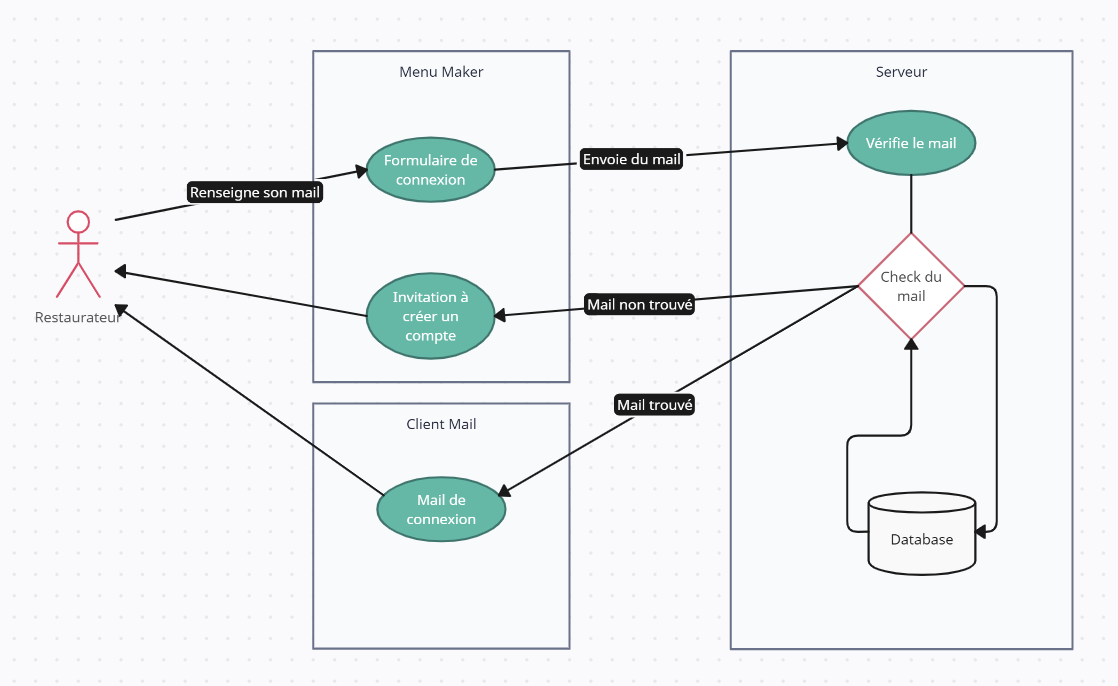 Menu Maker
Serveur
Formulaire de
connexion
Vérifie le mail
Envoie du mail
Renseigne son mail
Check du
mail
Invitation à
créer un
compte
Mail non trouvé
Restaurateur
Mail trouvé
Client Mail
Mail de
connexion
Database